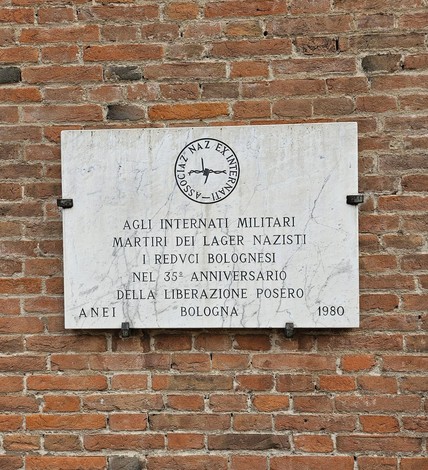 ASSOCIAZ NAZ EX INTERNATI
AGLI INTERNATI MILITARI
MARTIRI DEI LAGER NAZISTI
I REDVCI BOLOGNESI
NEL 35º ANNIVERSARIO
DELLA LIBERAZIONE POSERO
ANEI BOLOGNA 1980